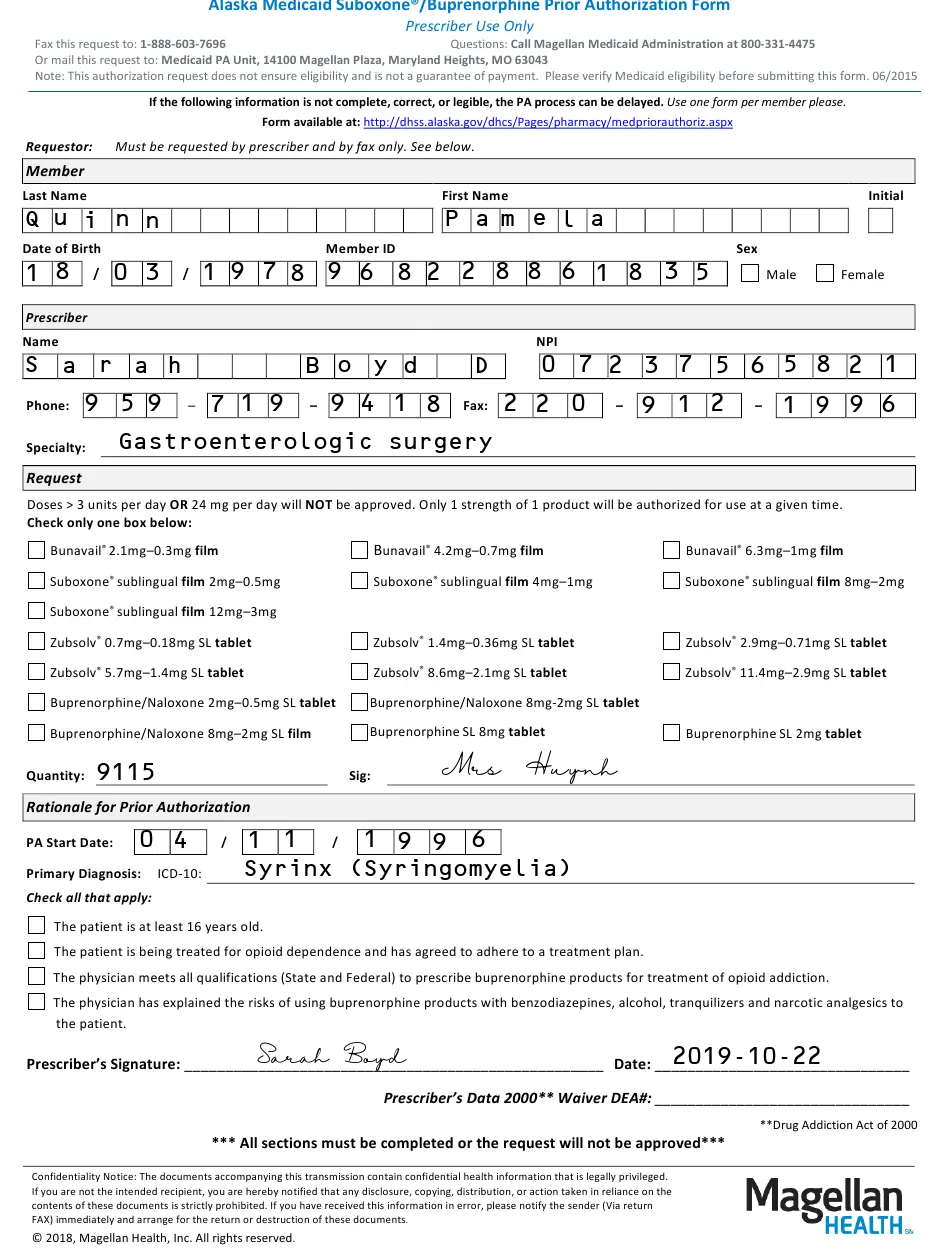 Alaska Medicaid Suboxone®/Buprenorphine Prior Authorization Form
Prescriber Use Only
Fax this request to: 1-888-603-7696 Questions: Call Magellan Medicaid Administration at 800-331-4475
Or mail this request to: Medicaid PA Unit, 14100 Magellan Plaza, Maryland Heights, MO 63043
Note: This authorization request does not ensure eligibility and is not a guarantee of payment. Please verify Medicaid eligibility before submitting this form. 06/2015
If the following information is not complete, correct, or legible, the PA process can be delayed. Use one form per member please.
Form available at: http://dhss.alaska.gov/dhcs/Pages/pharmacy/medpriorauthoriz.aspx
Requestor: Must be requested by prescriber and by fax only. See below.
Member
Last Name First Name Initial
Quinn Pamela
Date of Birth Member ID Sex
18 / 03 / 1978 968228861835 Male Female
Prescriber
Name NPI
Sarah Boyd D 07237565821
Phone: 959 - 719 - 9418 Fax: 220 - 912 - 1996
Specialty: Gastroenterologic surgery
Request
Doses > 3 units per day OR 24 mg per day will NOT be approved. Only 1 strength of 1 product will be authorized for use at a given time.
Check only one box below:
Bunavail® 2.1mg–0.3mg film Bunavail® 4.2mg–0.7mg film Bunavail® 6.3mg–1mg film
Suboxone® sublingual film 2mg–0.5mg Suboxone® sublingual film 4mg–1mg Suboxone® sublingual film 8mg–2mg
Suboxone® sublingual film 12mg–3mg
Zubsolv® 0.7mg–0.18mg SL tablet Zubsolv® 1.4mg–0.36mg SL tablet Zubsolv® 2.9mg–0.71mg SL tablet
Zubsolv® 5.7mg–1.4mg SL tablet Zubsolv® 8.6mg–2.1mg SL tablet Zubsolv® 11.4mg–2.9mg SL tablet
Buprenorphine/Naloxone 2mg–0.5mg SL tablet Buprenorphine/Naloxone 8mg-2mg SL tablet
Buprenorphine/Naloxone 8mg–2mg SL film Buprenorphine SL 8mg tablet Buprenorphine SL 2mg tablet
Quantity: 9115 Sig: Mrs Huynh
Rationale for Prior Authorization
PA Start Date: 04 / 11 / 1996
Primary Diagnosis: ICD-10: Syrinx (Syringomyelia)
Check all that apply:
The patient is at least 16 years old.
The patient is being treated for opioid dependence and has agreed to adhere to a treatment plan.
The physician meets all qualifications (State and Federal) to prescribe buprenorphine products for treatment of opioid addiction.
The physician has explained the risks of using buprenorphine products with benzodiazepines, alcohol, tranquilizers and narcotic analgesics to
the patient.
Prescriber's Signature: Sarah Boyd Date: 2019-10-22
Prescriber's Data 2000** Waiver DEA#:
**Drug Addiction Act of 2000
*** All sections must be completed or the request will not be approved***
Confidentiality Notice: The documents accompanying this transmission contain confidential health information that is legally privileged.
If you are not the intended recipient, you are hereby notified that any disclosure, copying, distribution, or action taken in reliance on the
contents of these documents is strictly prohibited. If you have received this information in error, please notify the sender (Via return
FAX) immediately and arrange for the return or destruction of these documents.
© 2018, Magellan Health, Inc. All rights reserved.
Magellan
HEALTH